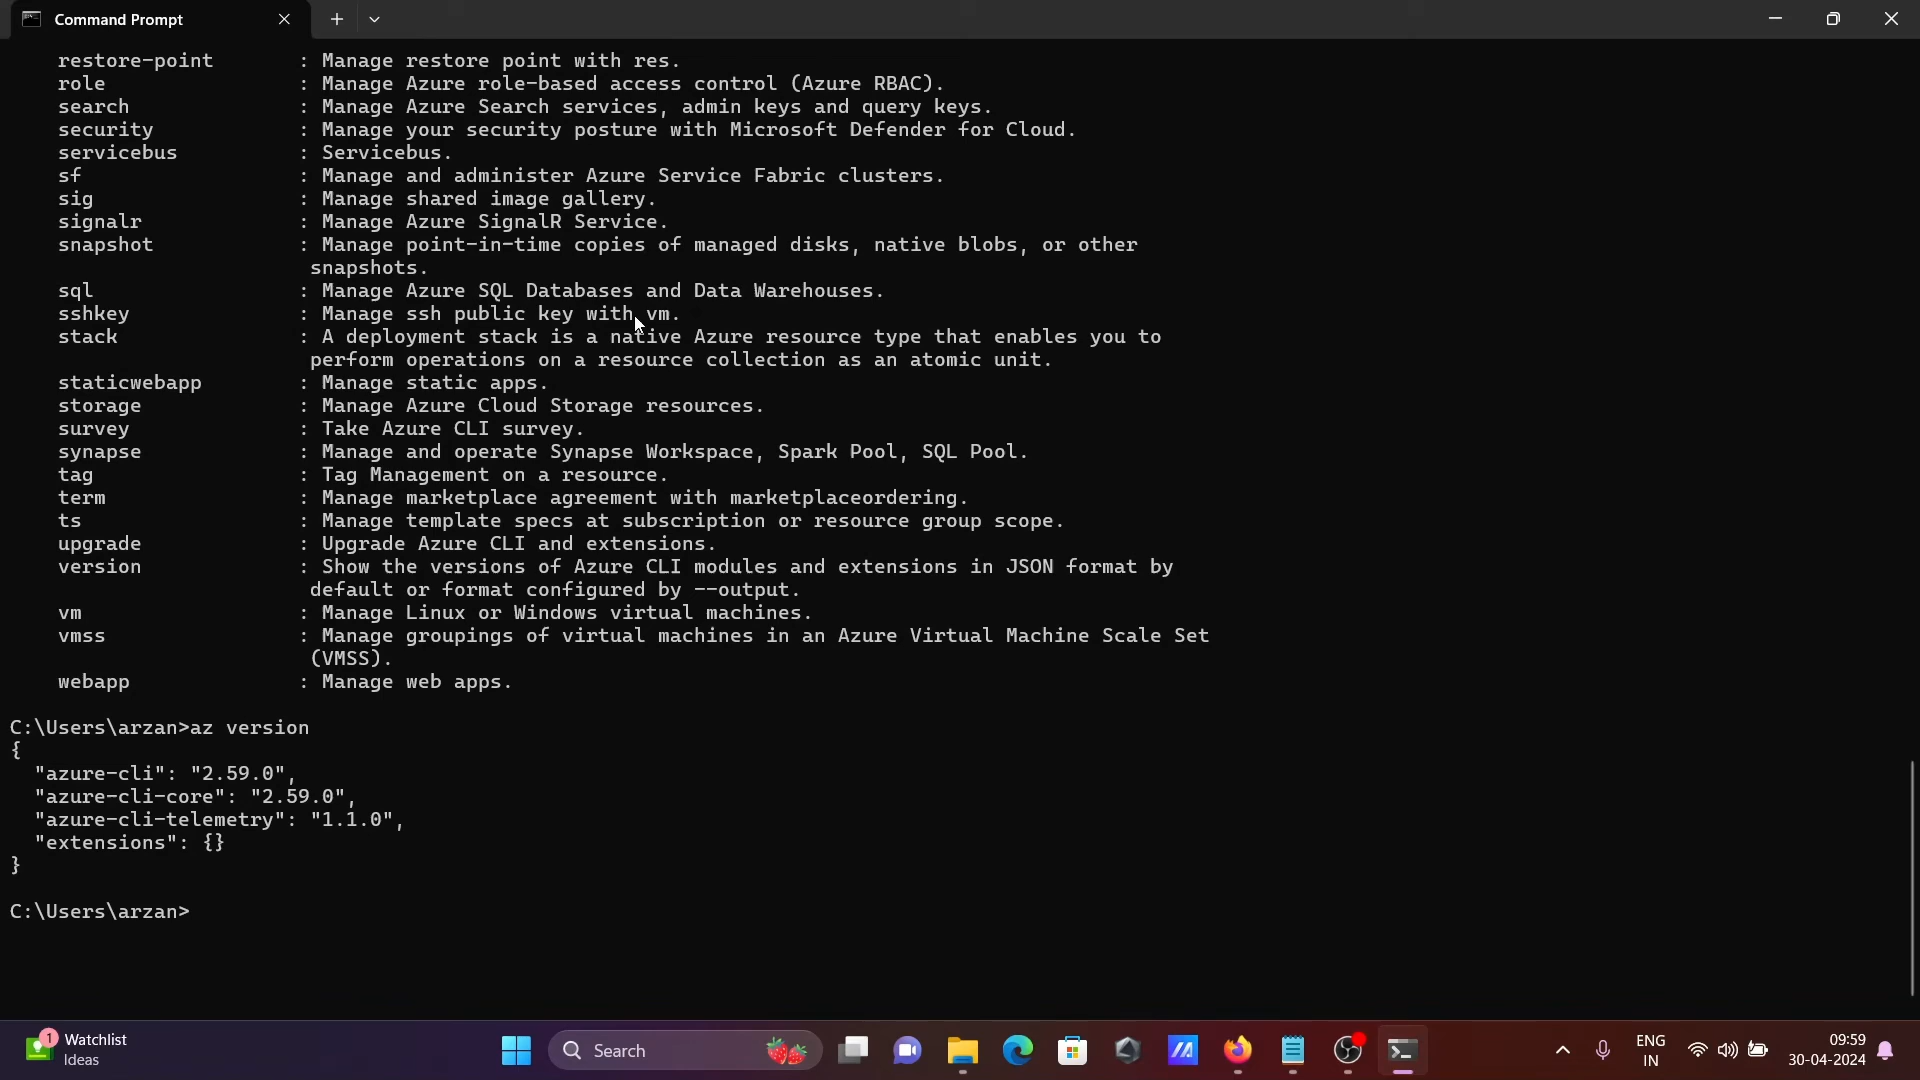 Command Prompt
restore-point : Manage restore point with res.
role : Manage Azure role-based access control (Azure RBAC).
search : Manage Azure Search services, admin keys and query keys.
security : Manage your security posture with Microsoft Defender for Cloud.
servicebus : Servicebus.
sf : Manage and administer Azure Service Fabric clusters.
sig : Manage shared image gallery.
signalr : Manage Azure SignalR Service.
snapshot : Manage point-in-time copies of managed disks, native blobs, or other
snapshots.
sql : Manage Azure SQL Databases and Data Warehouses.
sshkey : Manage ssh public key with vm.
stack : A deployment stack is a native Azure resource type that enables you to
perform operations on a resource collection as an atomic unit.
staticwebapp : Manage static apps.
storage : Manage Azure Cloud Storage resources.
survey : Take Azure CLI survey.
synapse : Manage and operate Synapse Workspace, Spark Pool, SQL Pool.
tag : Tag Management on a resource.
term : Manage marketplace agreement with marketplaceordering.
ts : Manage template specs at subscription or resource group scope.
upgrade : Upgrade Azure CLI and extensions.
version : Show the versions of Azure CLI modules and extensions in JSON format by
default or format configured by --output.
vm : Manage Linux or Windows virtual machines.
vmss : Manage groupings of virtual machines in an Azure Virtual Machine Scale Set
(VMSS).
webapp : Manage web apps.
C:\Users\arzan>az version
{
"azure-cli": "2.59.0",
"azure-cli-core": "2.59.0",
"azure-cli-telemetry": "1.1.0",
"extensions": {}
}
C:\Users\arzan>
1
Watchlist
Ideas
Search
ENG
IN
09:59
30-04-2024